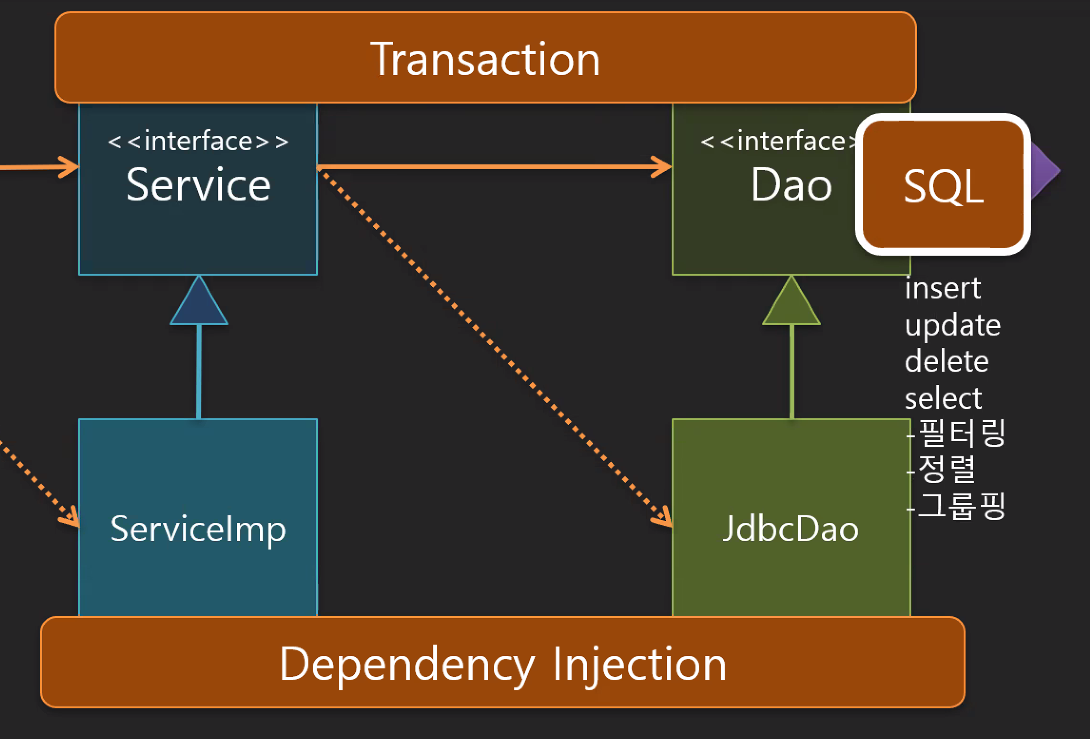 Transaction
<<interface>>
Service
<<interface>
Dao
SQL
insert
update
delete
select
-필터링
-정렬
-그룹핑
ServiceImp
JdbcDao
Dependency Injection